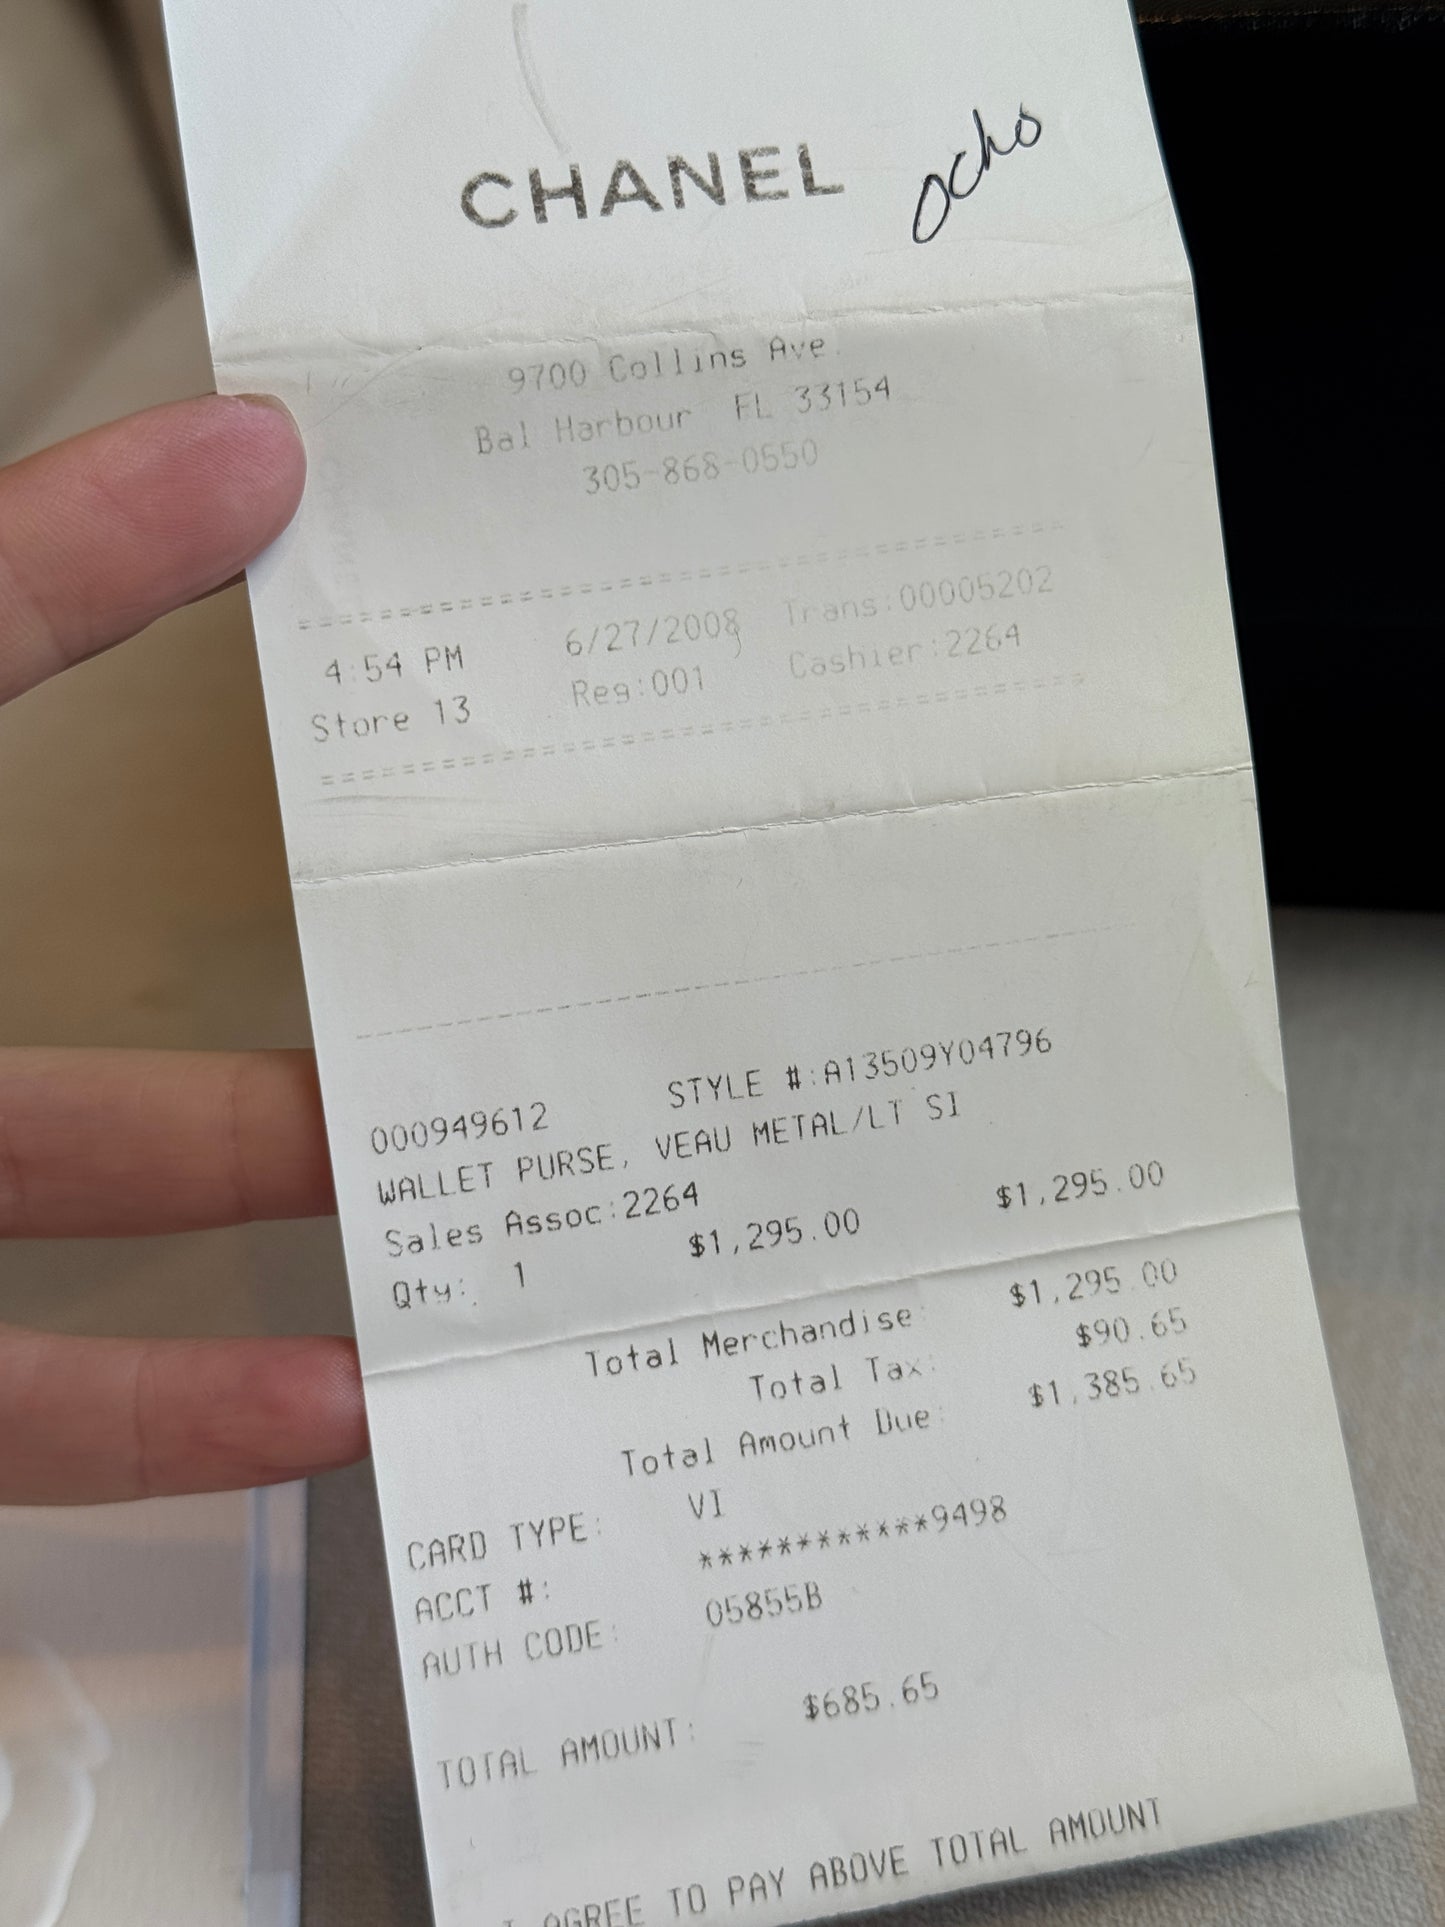 CHANEL
Ocho
9700 Collins Ave.
Bal Harbour FL 33154
305-868-0550
4:54 PM 6/27/2008 Trans:00005202
Store 13 Reg:001 Cashier:2264
000949612 STYLE #:A13509Y04796
WALLET PURSE, VEAU METAL/LT SI
Sales Assoc:2264
Qty: 1 $1,295.00 $1,295.00
Total Merchandise: $1,295.00
Total Tax: $90.65
Total Amount Due: $1,385.65
CARD TYPE: VI
ACCT #: ************9498
AUTH CODE: 05855B
TOTAL AMOUNT: $685.65
I AGREE TO PAY ABOVE TOTAL AMOUNT